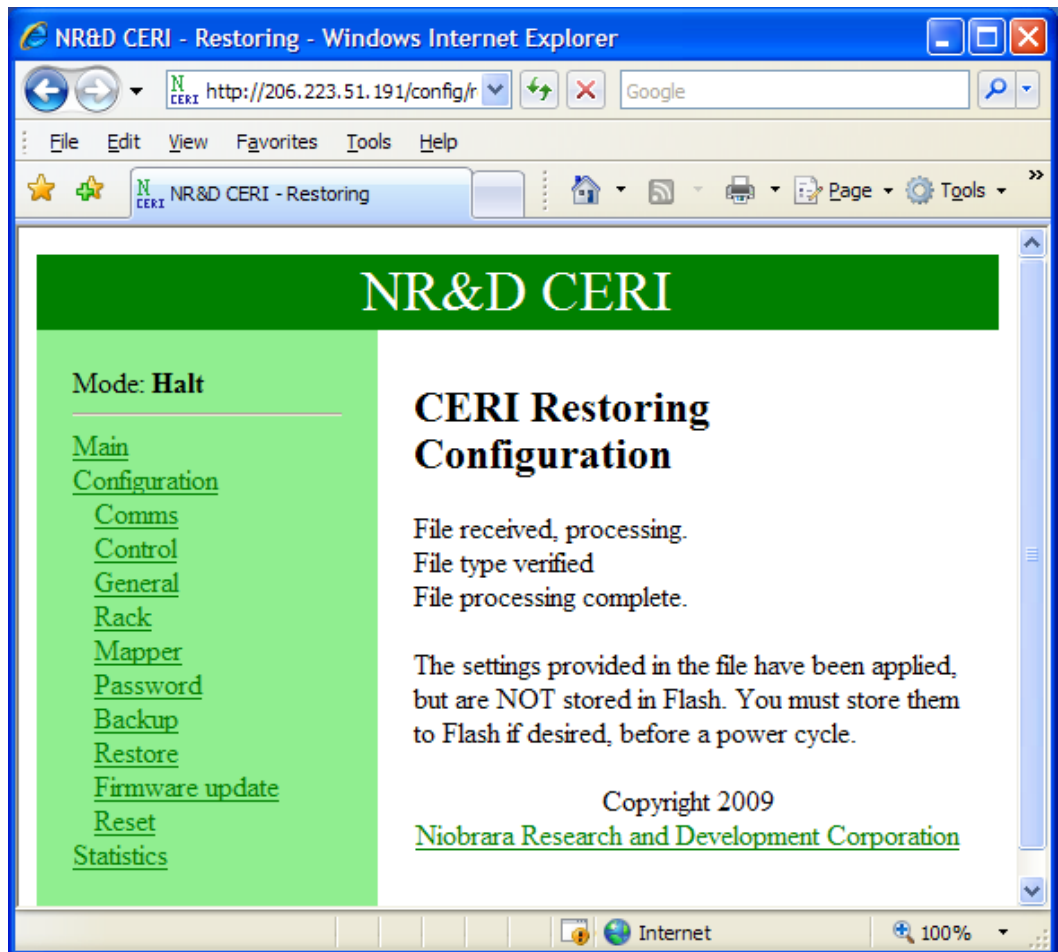 NR&D CERI - Restoring - Windows Internet Explorer
N CERI http://206.223.51.191/config/r Google
File Edit View Favorites Tools Help
N CERI NR&D CERI - Restoring Page Tools »
NR&D CERI
Mode: Halt
Main
Configuration
Comms
Control
General
Rack
Mapper
Password
Backup
Restore
Firmware update
Reset
Statistics
CERI Restoring
Configuration
File received, processing.
File type verified
File processing complete.
The settings provided in the file have been applied,
but are NOT stored in Flash. You must store them
to Flash if desired, before a power cycle.
Copyright 2009
Niobrara Research and Development Corporation
Internet 100%